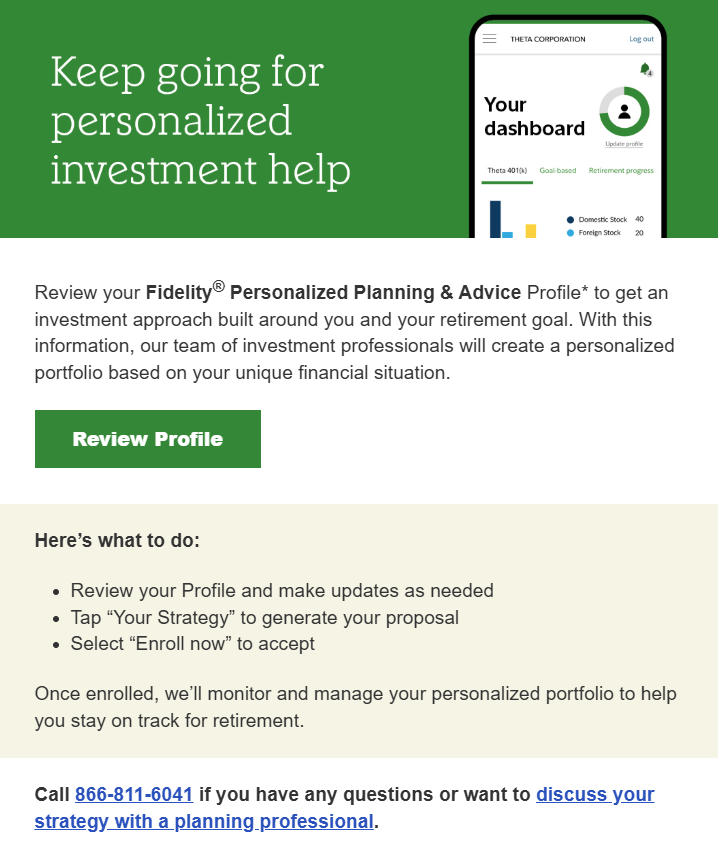 Keep going for
personalized
investment help
THETA CORPORATION
Log out
4
Your
dashboard
Update profile
Theta 401(k) Goal-based Retirement progress
Domestic Stock 40
Foreign Stock 20
Review your Fidelity® Personalized Planning & Advice Profile* to get an
investment approach built around you and your retirement goal. With this
information, our team of investment professionals will create a personalized
portfolio based on your unique financial situation.
Review Profile
Here’s what to do:
• Review your Profile and make updates as needed
• Tap “Your Strategy” to generate your proposal
• Select “Enroll now” to accept
Once enrolled, we’ll monitor and manage your personalized portfolio to help
you stay on track for retirement.
Call 866-811-6041 if you have any questions or want to discuss your
strategy with a planning professional.